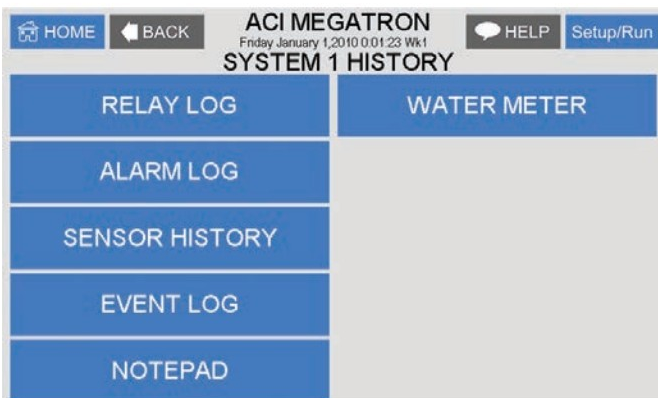 HOME BACK ACI MEGATRON HELP Setup/Run
Friday January 1,2010 0:01:23 Wk1
SYSTEM 1 HISTORY
RELAY LOG WATER METER
ALARM LOG
SENSOR HISTORY
EVENT LOG
NOTEPAD